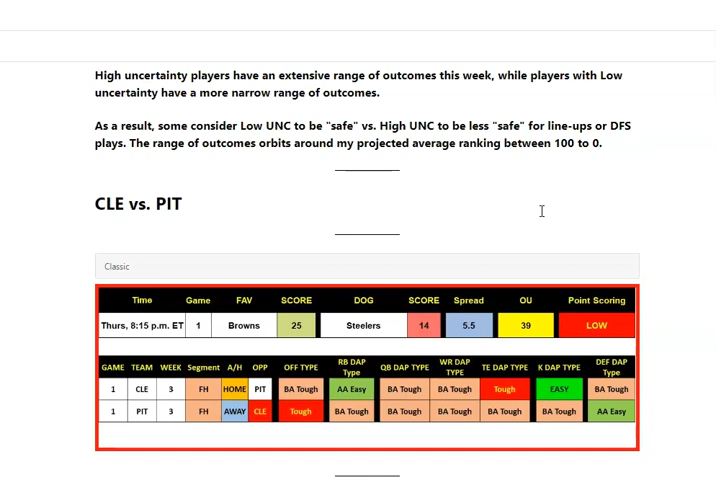 High uncertainty players have an extensive range of outcomes this week, while players with Low
uncertainty have a more narrow range of outcomes.
As a result, some consider Low UNC to be "safe" vs. High UNC to be less "safe" for line-ups or DFS
plays. The range of outcomes orbits around my projected average ranking between 100 to 0.
CLE vs. PIT
Classic
Time Game FAV SCORE DOG SCORE Spread OU Point Scoring
Thurs, 8:15 p.m. ET 1 Browns 25 Steelers 14 5.5 39 LOW
GAME TEAM WEEK Segment A/H OPP OFF TYPE RB DAP Type QB DAP TYPE WR DAP TYPE TE DAP TYPE K DAP TYPE DEF DAP Type
1 CLE 3 FH HOME PIT BA Tough AA Easy BA Tough BA Tough Tough EASY BA Tough
1 PIT 3 FH AWAY CLE Tough BA Tough BA Tough BA Tough BA Tough BA Tough AA Easy